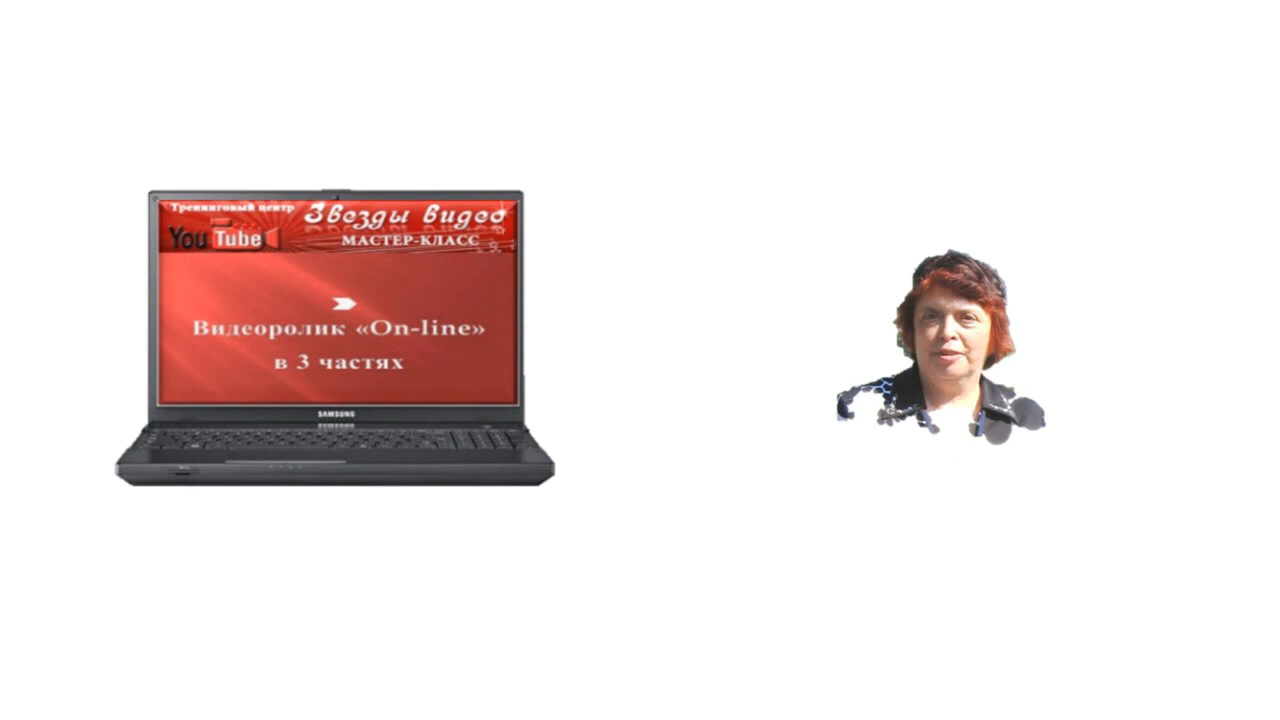 Тренинговый центр
Звезды видео
YouTube
МАСТЕР-КЛАСС
Видеоролик «On-line»
в 3 частях
SAMSUNG